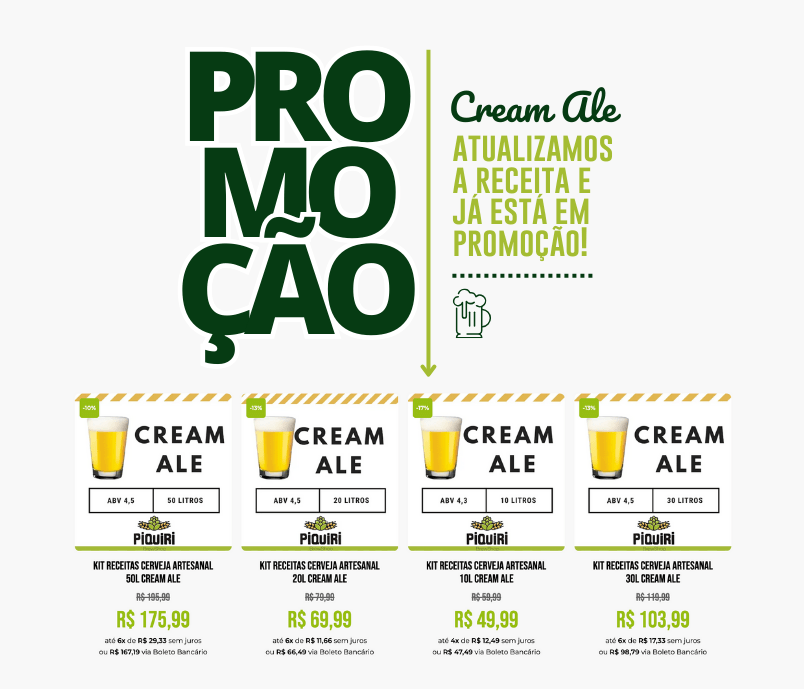 PRO
MO
ÇÃO
Cream Ale
ATUALIZAMOS
A RECEITA E
JÁ ESTÁ EM
PROMOÇÃO!
-10%
CREAM
ALE
ABV 4,5
50 LITROS
PIQUIRI
KIT RECEITAS CERVEJA ARTESANAL
50L CREAM ALE
R$ 195,99
R$ 175,99
até 6x de R$ 29,33 sem juros
ou R$ 167,19 via Boleto Bancário
-13%
CREAM
ALE
ABV 4,5
20 LITROS
PIQUIRI
KIT RECEITAS CERVEJA ARTESANAL
20L CREAM ALE
R$ 79,99
R$ 69,99
até 6x de R$ 11,66 sem juros
ou R$ 66,49 via Boleto Bancário
-17%
CREAM
ALE
ABV 4,3
10 LITROS
PIQUIRI
KIT RECEITAS CERVEJA ARTESANAL
10L CREAM ALE
R$ 59,99
R$ 49,99
até 4x de R$ 12,49 sem juros
ou R$ 47,49 via Boleto Bancário
-13%
CREAM
ALE
ABV 4,5
30 LITROS
PIQUIRI
KIT RECEITAS CERVEJA ARTESANAL
30L CREAM ALE
R$ 119,99
R$ 103,99
até 6x de R$ 17,33 sem juros
ou R$ 98,79 via Boleto Bancário